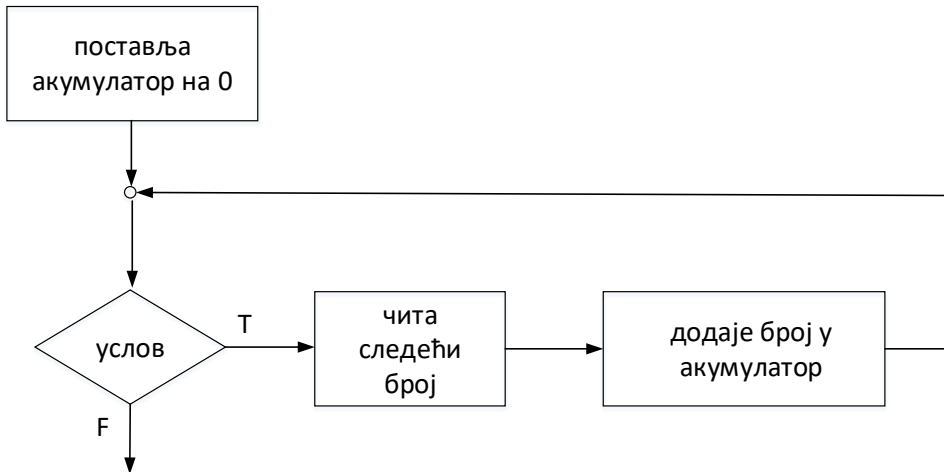 поставља
акумулатор на 0
услов
T
чита
следећи
број
додаје број у
акумулатор
F